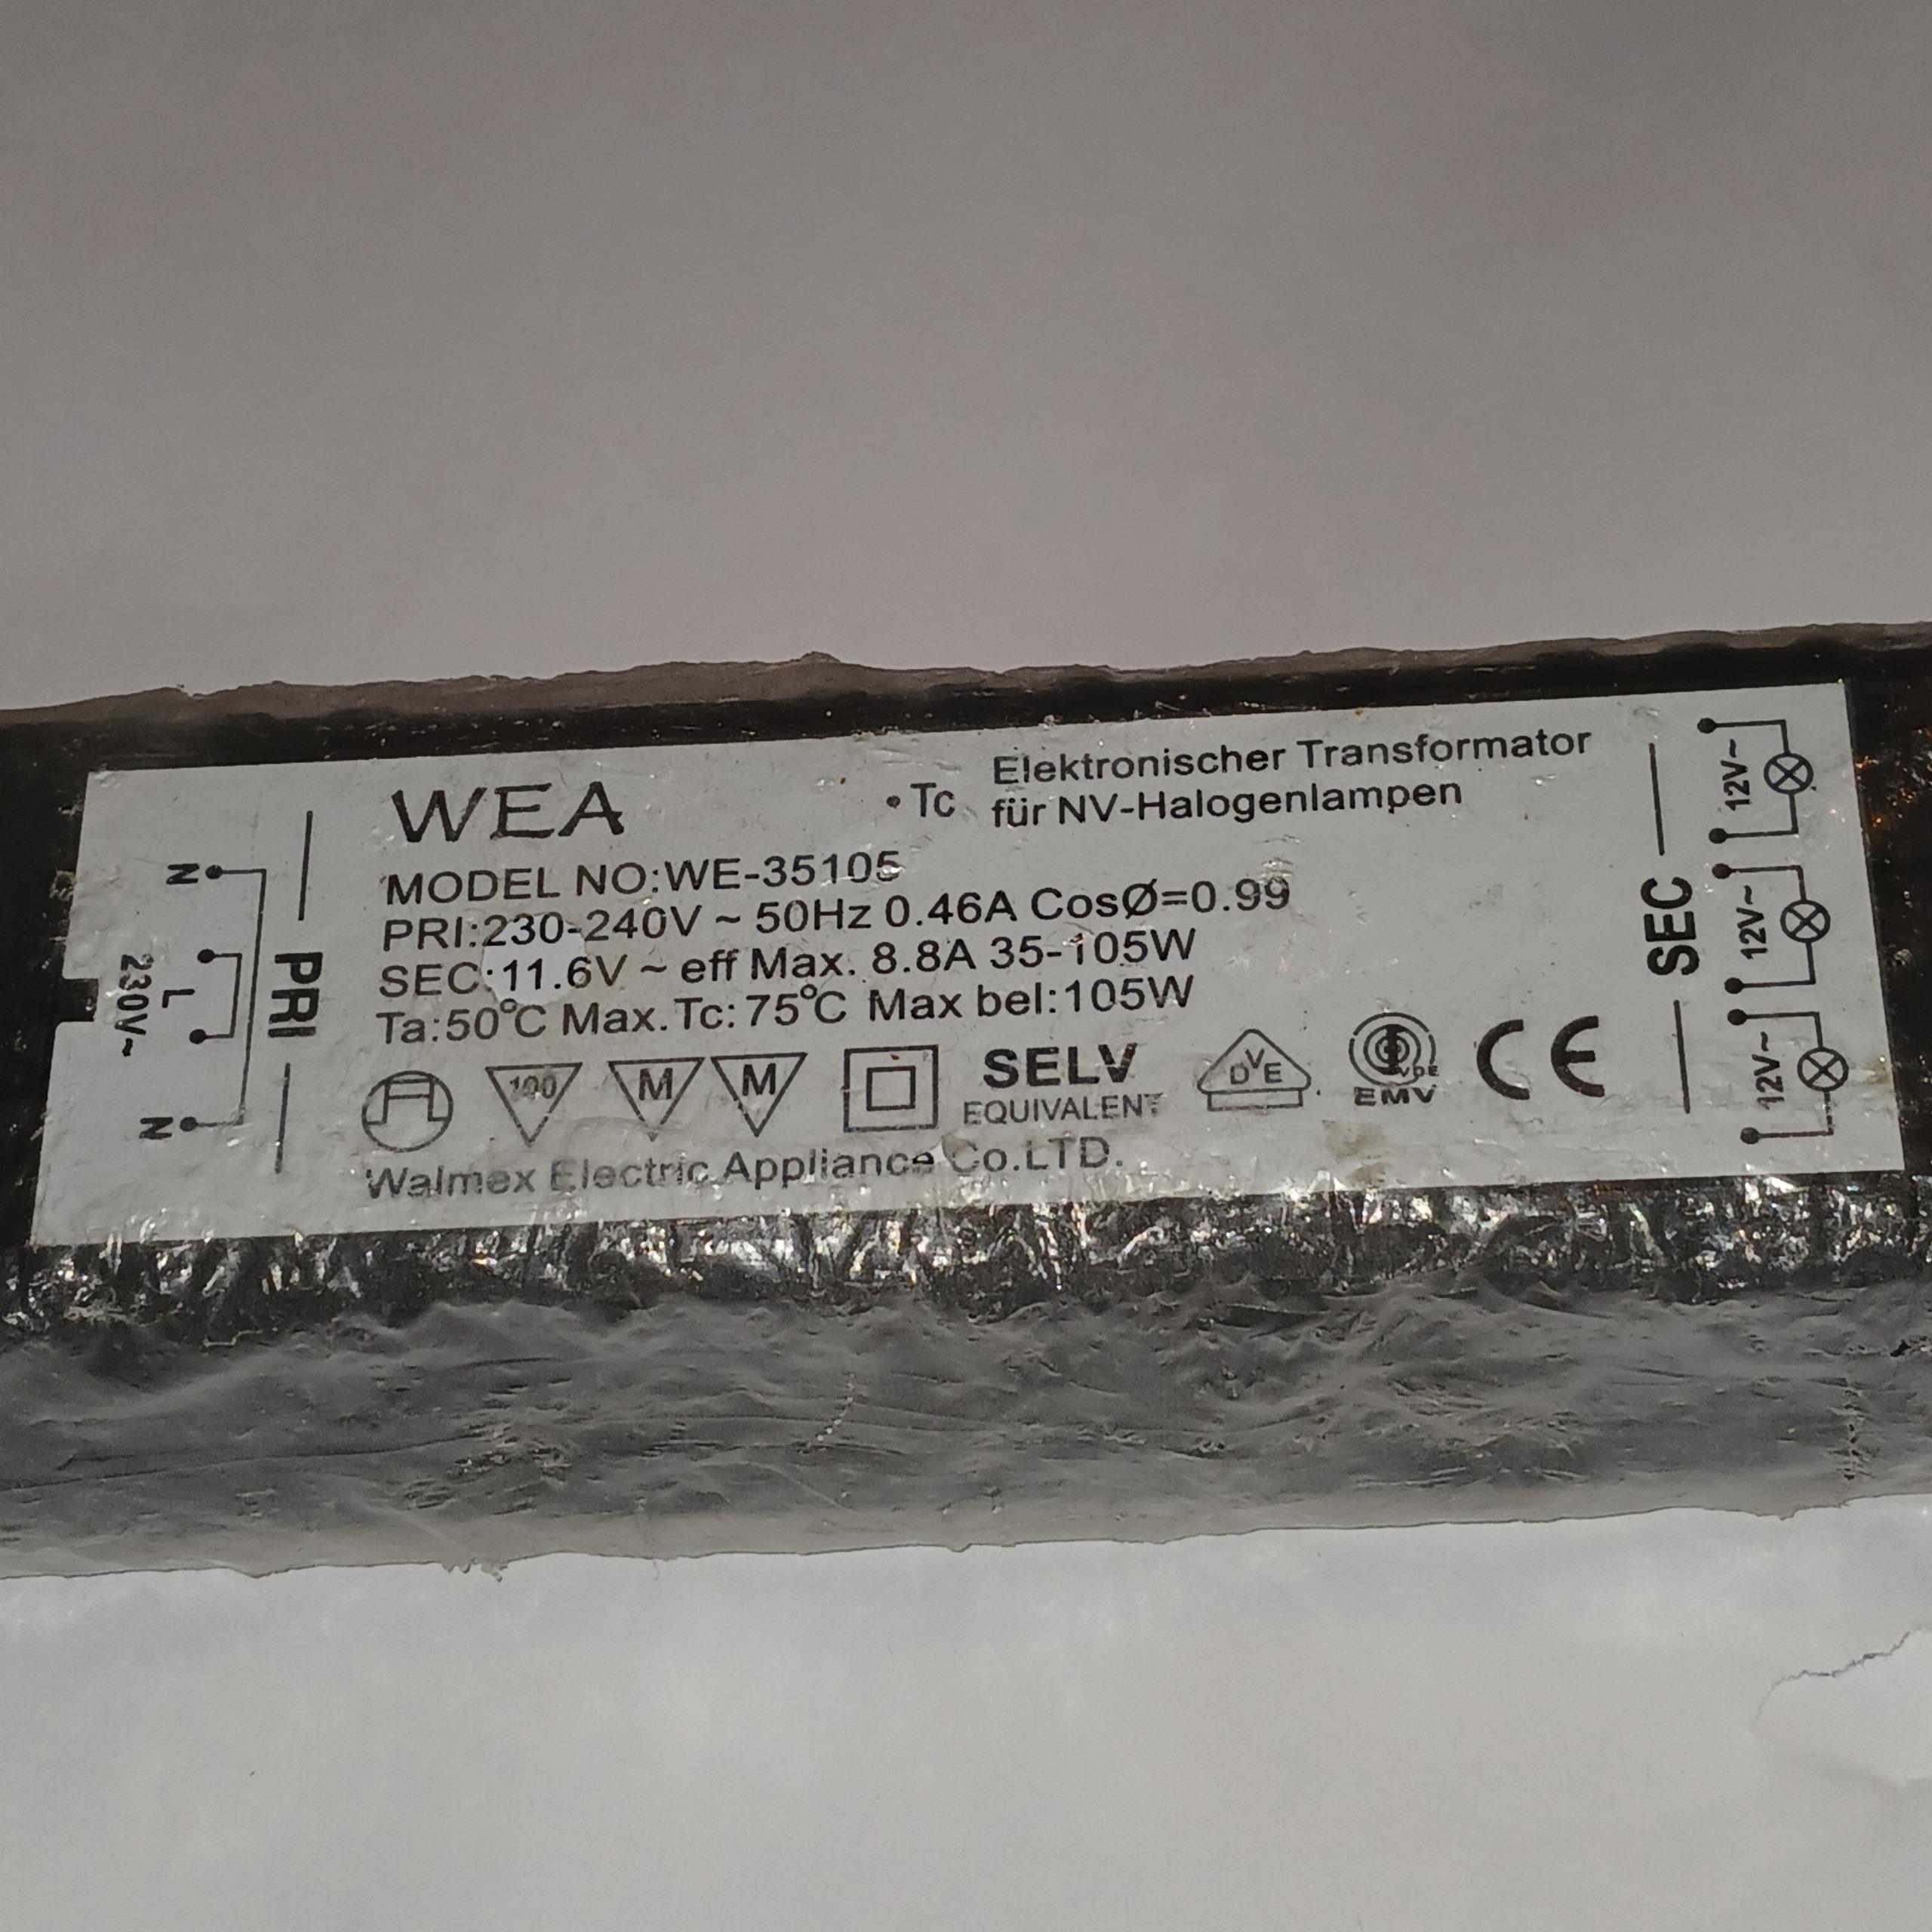 WEA
• Tc
Elektronischer Transformator
für NV-Halogenlampen
MODEL NO:WE-35105
PRI:230-240V ~ 50Hz 0.46A CosØ=0.99
SEC:11.6V ~ eff Max. 8.8A 35-105W
Ta:50°C Max. Tc: 75°C Max bel:105W
100
M
M
SELV
EQUIVALENT
DVE
VDE
EMV
CE
Walmex Electric Appliance Co.LTD.
N
L
230V~
N
PRI
SEC
12V~
12V~
12V~